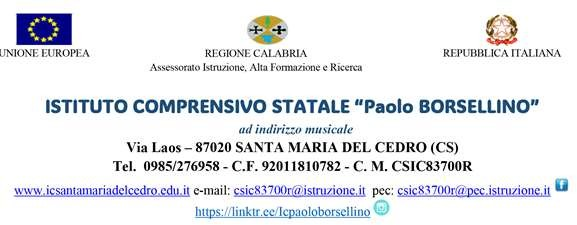 UNIONE EUROPEA
REGIONE CALABRIA
REPUBBLICA ITALIANA
Assessorato Istruzione, Alta Formazione e Ricerca
ISTITUTO COMPRENSIVO STATALE “Paolo BORSELLINO”
ad indirizzo musicale
Via Laos – 87020 SANTA MARIA DEL CEDRO (CS)
Tel. 0985/276958 - C.F. 92011810782 - C. M. CSIC83700R
www.icsantamariadelcedro.edu.it e-mail: csic83700r@istruzione.it pec: csic83700r@pec.istruzione.it
https://linktr.ee/Icpaoloborsellino